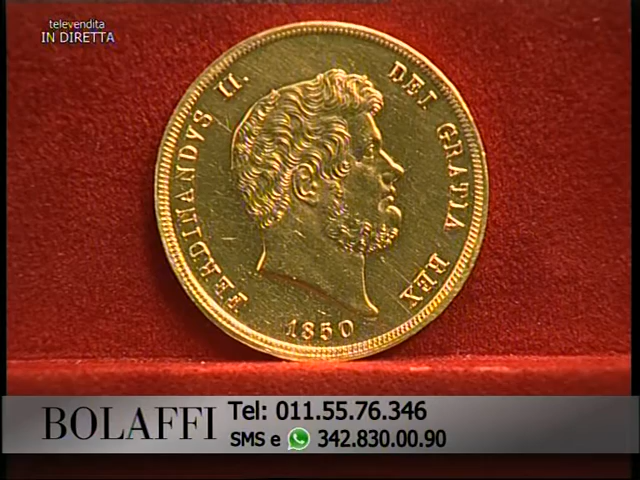 televendita
IN DIRETTA
FERDINANDVS II.
DEI GRATIA REX
1850
BOLAFFI
Tel: 011.55.76.346
SMS e 342.830.00.90